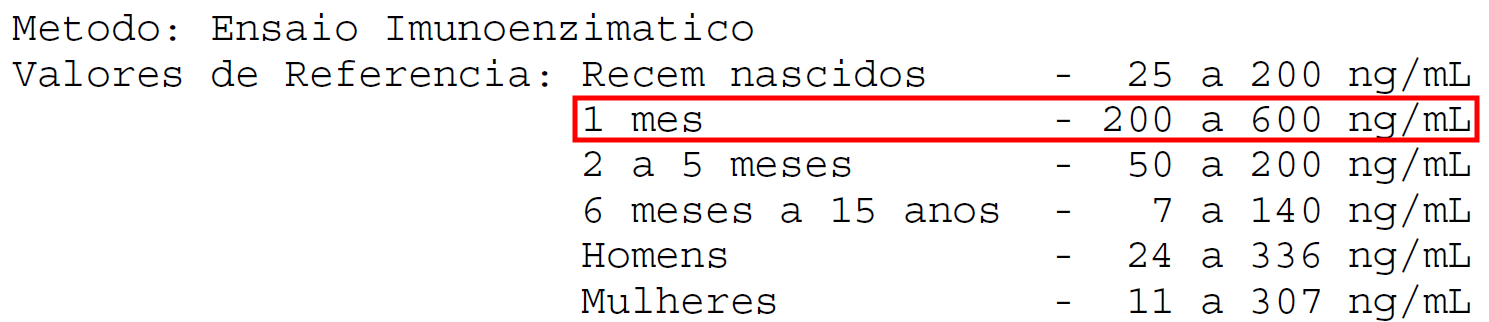 Metodo: Ensaio Imunoenzimatico
Valores de Referencia: Recem nascidos - 25 a 200 ng/mL
1 mes - 200 a 600 ng/mL
2 a 5 meses - 50 a 200 ng/mL
6 meses a 15 anos - 7 a 140 ng/mL
Homens - 24 a 336 ng/mL
Mulheres - 11 a 307 ng/mL